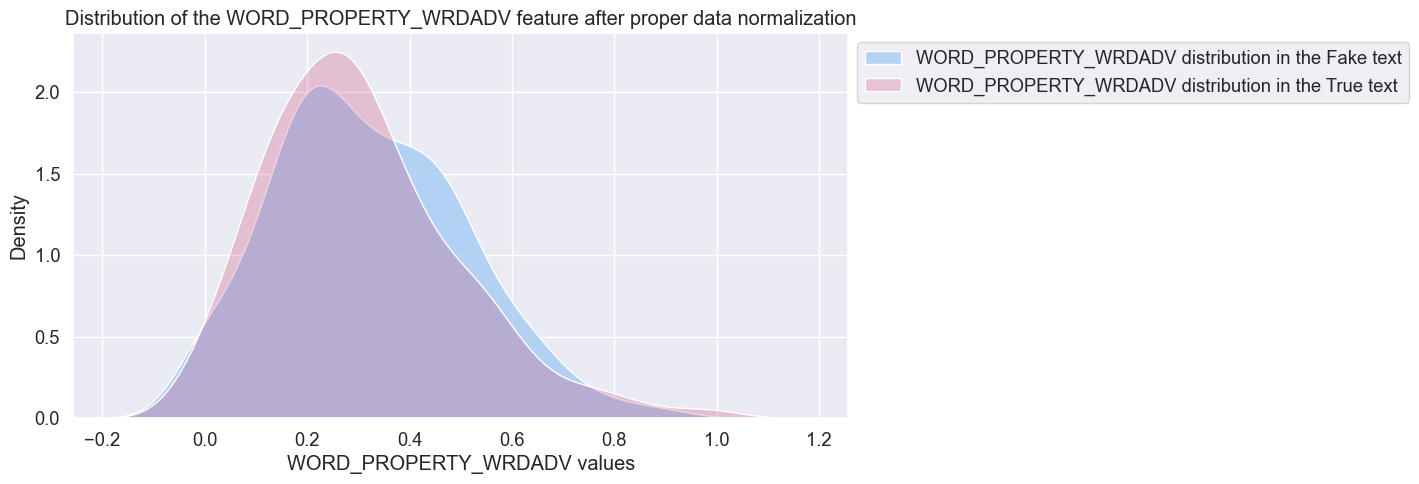 Distribution of the WORD_PROPERTY_WRDADV feature after proper data normalization
WORD_PROPERTY_WRDADV distribution in the Fake text
WORD_PROPERTY_WRDADV distribution in the True text
Density
2.0
1.5
1.0
0.5
0.0
−0.2 0.0 0.2 0.4 0.6 0.8 1.0 1.2
WORD_PROPERTY_WRDADV values